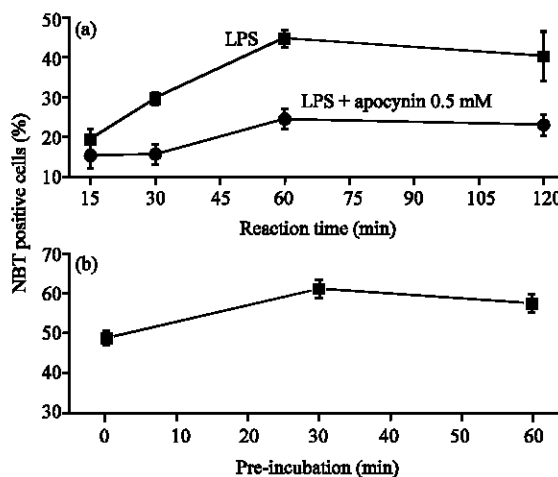 NBT positive cells (%)
50
(a)
LPS
40
30
LPS + apocynin 0.5 mM
20
10
15 30 45 60 75 90 105 120
Reaction time (min)
70
(b)
60
50
40
30
0 10 20 30 40 50 60
Pre-incubation (min)